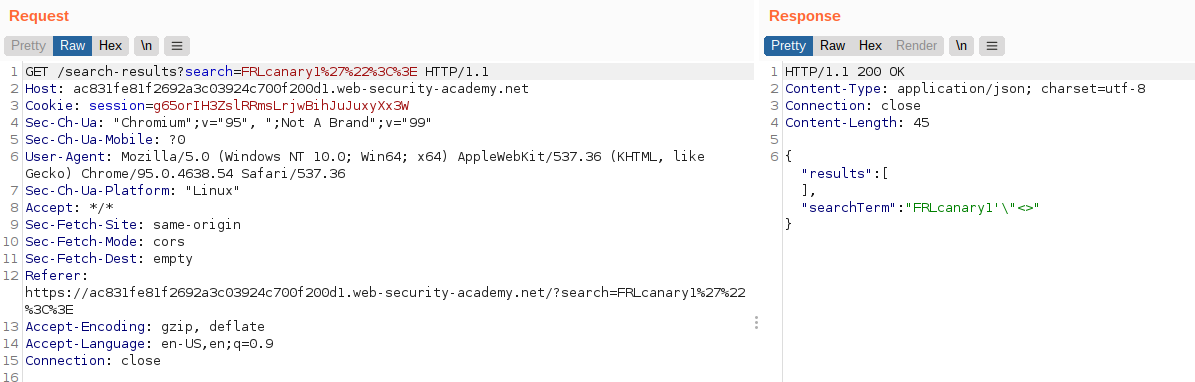 Request
Pretty Raw Hex \n ≡
1 GET /search-results?search=FRLcanary1%27%22%3C%3E HTTP/1.1
2 Host: ac831fe81f2692a3c03924c700f200d1.web-security-academy.net
3 Cookie: session=g65orIH3ZslRRmsLrjwBihJuJuxyXx3W
4 Sec-Ch-Ua: "Chromium";v="95", ";Not A Brand";v="99"
5 Sec-Ch-Ua-Mobile: ?0
6 User-Agent: Mozilla/5.0 (Windows NT 10.0; Win64; x64) AppleWebKit/537.36 (KHTML, like
Gecko) Chrome/95.0.4638.54 Safari/537.36
7 Sec-Ch-Ua-Platform: "Linux"
8 Accept: */*
9 Sec-Fetch-Site: same-origin
10 Sec-Fetch-Mode: cors
11 Sec-Fetch-Dest: empty
12 Referer:
https://ac831fe81f2692a3c03924c700f200d1.web-security-academy.net/?search=FRLcanary1%27%22
%3C%3E
13 Accept-Encoding: gzip, deflate
14 Accept-Language: en-US,en;q=0.9
15 Connection: close
16
Response
Pretty Raw Hex Render \n ≡
1 HTTP/1.1 200 OK
2 Content-Type: application/json; charset=utf-8
3 Connection: close
4 Content-Length: 45
5
6 {
"results":[
],
"searchTerm":"FRLcanary1'\"<>"
}